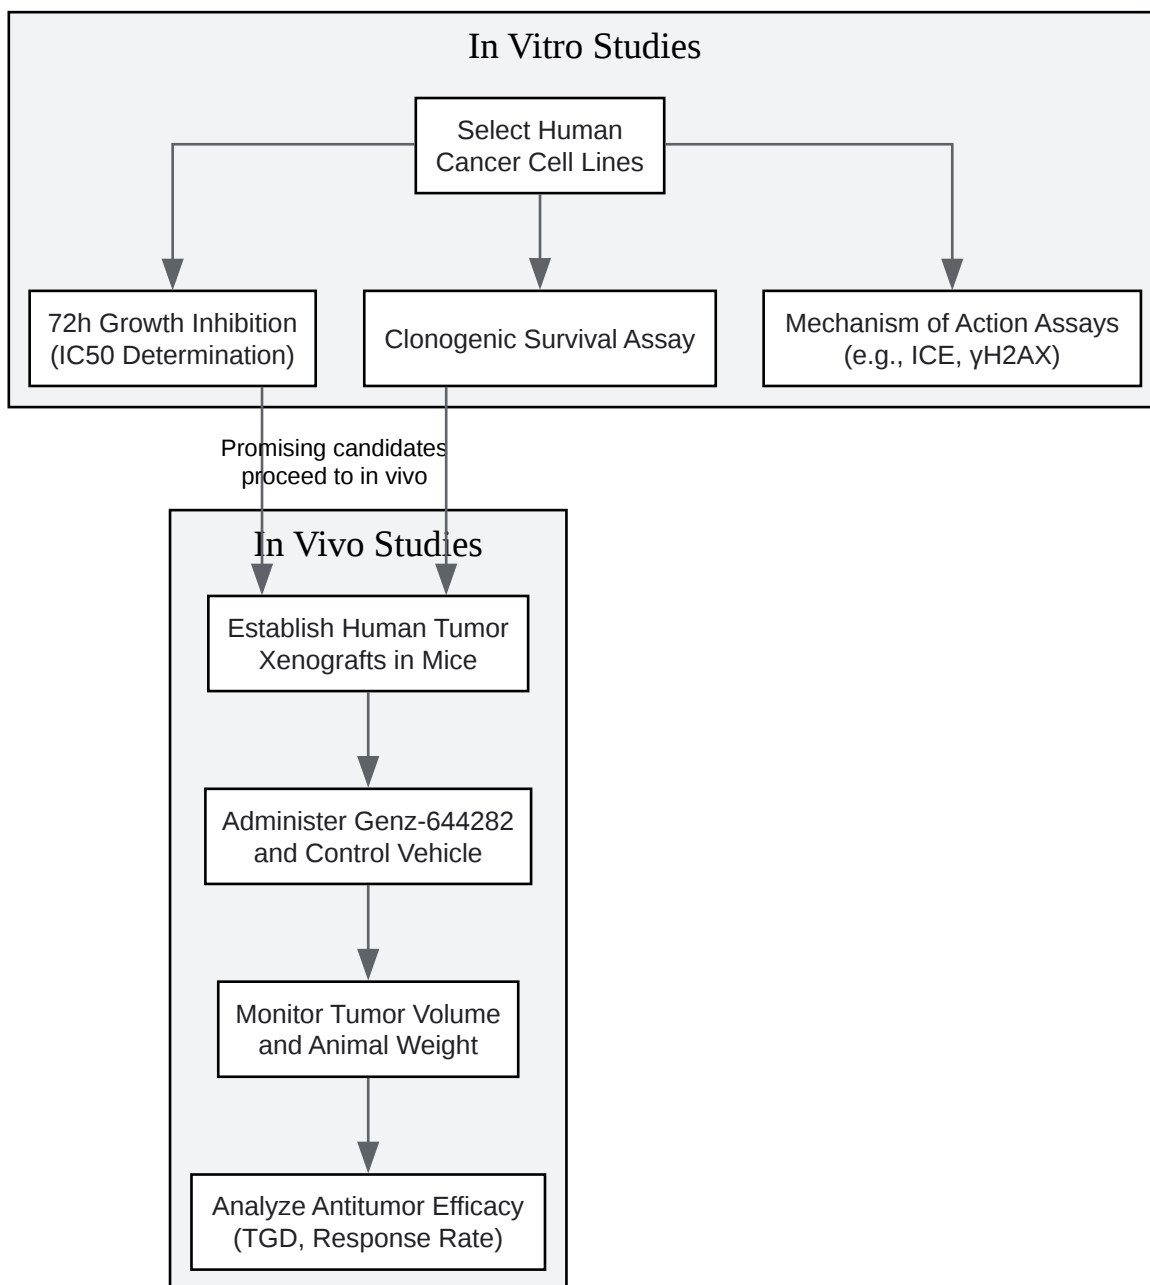 In Vitro Studies
Select Human
Cancer Cell Lines
72h Growth Inhibition
(IC50 Determination)
Clonogenic Survival Assay
Mechanism of Action Assays
(e.g., ICE, γH2AX)
Promising candidates
proceed to in vivo
In Vivo Studies
Establish Human Tumor
Xenografts in Mice
Administer Genz-644282
and Control Vehicle
Monitor Tumor Volume
and Animal Weight
Analyze Antitumor Efficacy
(TGD, Response Rate)